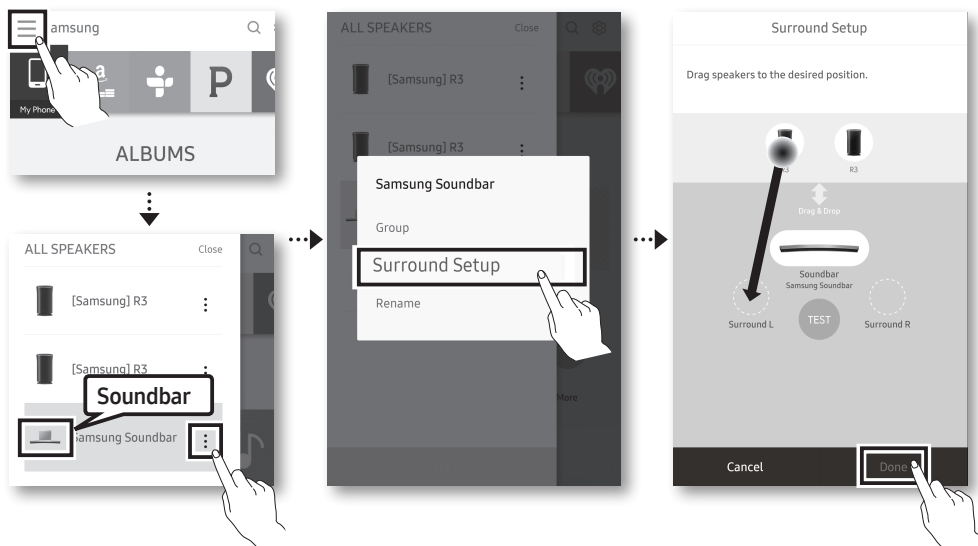 amsung
a
P
My Phone
ALBUMS
ALL SPEAKERS Close
[Samsung] R3
[Samsung] R3
Soundbar
Samsung Soundbar
ALL SPEAKERS Close
[Samsung] R3
[Samsung] R3
Samsung Soundbar
Group
Surround Setup
Rename
More
Surround Setup
Drag speakers to the desired position.
R3 R3
Drag & Drop
Soundbar
Samsung Soundbar
Surround L TEST Surround R
Cancel Done